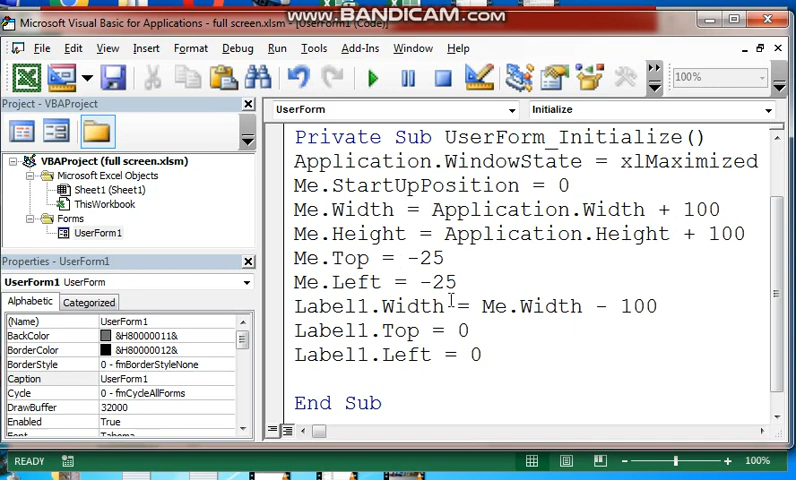 Microsoft Visual Basic for Applications - full screen.xlsm - [UserForm1 (Code)]
www.BANDICAM.com
File Edit View Insert Format Debug Run Tools Add-Ins Window Help
100%
Project - VBAProject
UserForm
Initialize
VBAProject (full screen.xlsm)
Microsoft Excel Objects
Sheet1 (Sheet1)
ThisWorkbook
Forms
UserForm1
Properties - UserForm1
UserForm1 UserForm
Alphabetic Categorized
(Name) UserForm1
BackColor &H80000011&
BorderColor &H80000012&
BorderStyle 0 - fmBorderStyleNone
Caption UserForm1
Cycle 0 - fmCycleAllForms
DrawBuffer 32000
Enabled True
Font Tahoma
Private Sub UserForm_Initialize()
Application.WindowState = xlMaximized
Me.StartUpPosition = 0
Me.Width = Application.Width + 100
Me.Height = Application.Height + 100
Me.Top = -25
Me.Left = -25
Label1.Width = Me.Width - 100
Label1.Top = 0
Label1.Left = 0
End Sub
READY
100%